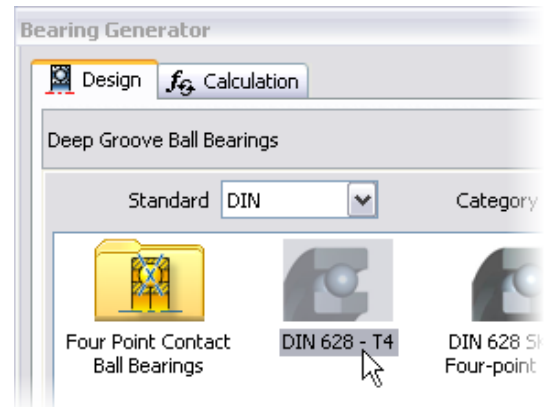 Bearing Generator
Design Calculation
Deep Groove Ball Bearings
Standard DIN Category
Four Point Contact DIN 628 - T4 DIN 628
Ball Bearings Four-point